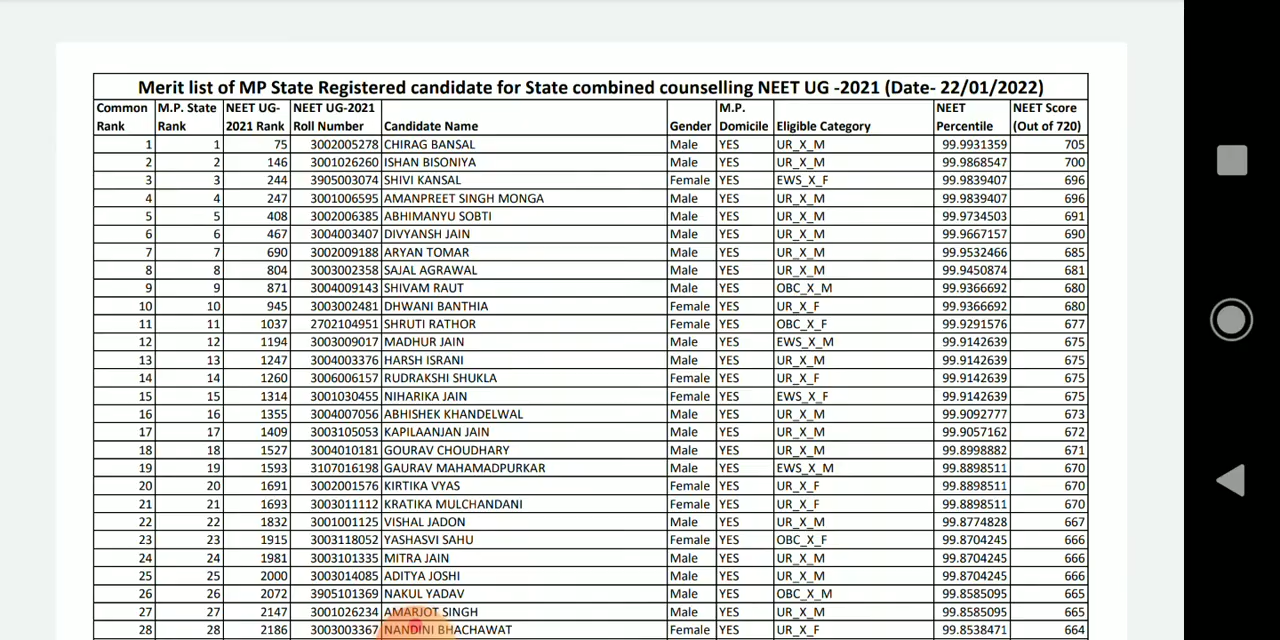 Merit list of MP State Registered candidate for State combined counselling NEET UG -2021 (Date- 22/01/2022)
Common Rank M.P. State Rank NEET UG-2021 Rank NEET UG-2021 Roll Number Candidate Name Gender M.P. Domicile Eligible Category NEET Percentile NEET Score (Out of 720)
1 1 75 3002005278 CHIRAG BANSAL Male YES UR_X_M 99.9931359 705
2 2 146 3001026260 ISHAN BISONIYA Male YES UR_X_M 99.9868547 700
3 3 244 3905003074 SHIVI KANSAL Female YES EWS_X_F 99.9839407 696
4 4 247 3001006595 AMANPREET SINGH MONGA Male YES UR_X_M 99.9839407 696
5 5 408 3002006385 ABHIMANYU SOBTI Male YES UR_X_M 99.9734503 691
6 6 467 3004003407 DIVYANSH JAIN Male YES UR_X_M 99.9667157 690
7 7 690 3002009188 ARYAN TOMAR Male YES UR_X_M 99.9532466 685
8 8 804 3003002358 SAJAL AGRAWAL Male YES UR_X_M 99.9450874 681
9 9 871 3004009143 SHIVAM RAUT Male YES OBC_X_M 99.9366692 680
10 10 945 3003002481 DHWANI BANTHIA Female YES UR_X_F 99.9366692 680
11 11 1037 2702104951 SHRUTI RATHOR Female YES OBC_X_F 99.9291576 677
12 12 1194 3003009017 MADHUR JAIN Male YES EWS_X_M 99.9142639 675
13 13 1247 3004003376 HARSH ISRANI Male YES UR_X_M 99.9142639 675
14 14 1260 3006006157 RUDRAKSHI SHUKLA Female YES UR_X_F 99.9142639 675
15 15 1314 3001030455 NIHARIKA JAIN Female YES EWS_X_F 99.9142639 675
16 16 1355 3004007056 ABHISHEK KHANDELWAL Male YES UR_X_M 99.9092777 673
17 17 1409 3003105053 KAPILAANJAN JAIN Male YES UR_X_M 99.9057162 672
18 18 1527 3004010181 GOURAV CHOUDHARY Male YES UR_X_M 99.8998882 671
19 19 1593 3107016198 GAURAV MAHAMADPURKAR Male YES EWS_X_M 99.8898511 670
20 20 1691 3002001576 KIRTIKA VYAS Female YES UR_X_F 99.8898511 670
21 21 1693 3003011112 KRATIKA MULCHANDANI Female YES UR_X_F 99.8898511 670
22 22 1832 3001001125 VISHAL JADON Male YES UR_X_M 99.8774828 667
23 23 1915 3003118052 YASHASVI SAHU Female YES OBC_X_F 99.8704245 666
24 24 1981 3003101335 MITRA JAIN Male YES UR_X_M 99.8704245 666
25 25 2000 3003014085 ADITYA JOSHI Male YES UR_X_M 99.8704245 666
26 26 2072 3905101369 NAKUL YADAV Male YES OBC_X_M 99.8585095 665
27 27 2147 3001026234 AMARJOT SINGH Male YES UR_X_M 99.8585095 665
28 28 2186 3003003367 NANDINI BHACHAWAT Female YES UR_X_F 99.8538471 664